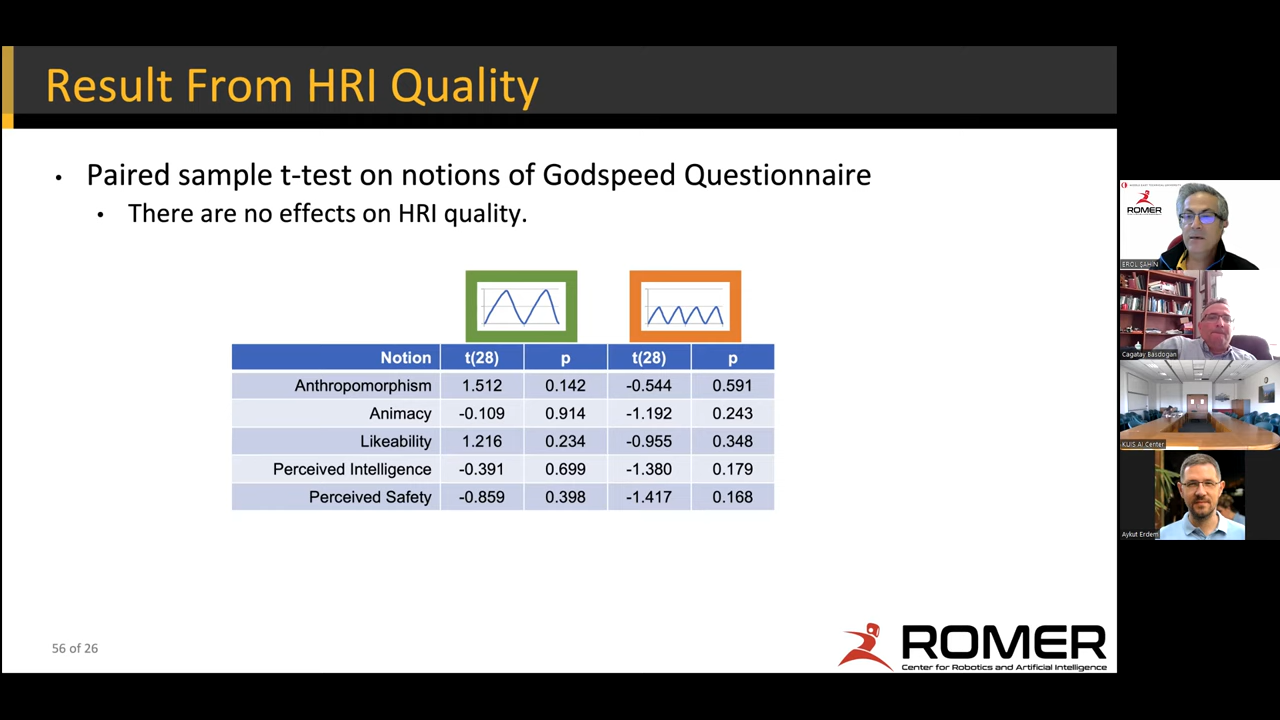 Result From HRI Quality
• Paired sample t-test on notions of Godspeed Questionnaire
• There are no effects on HRI quality.
Notion t(28) p t(28) p
Anthropomorphism 1.512 0.142 -0.544 0.591
Animacy -0.109 0.914 -1.192 0.243
Likeability 1.216 0.234 -0.955 0.348
Perceived Intelligence -0.391 0.699 -1.380 0.179
Perceived Safety -0.859 0.398 -1.417 0.168
56 of 26
ROMER
Center for Robotics and Artificial Intelligence
ROMER
EROL ŞAHİN
Cagatay Basdogan
KUIS AI Center
Aykut Erdem